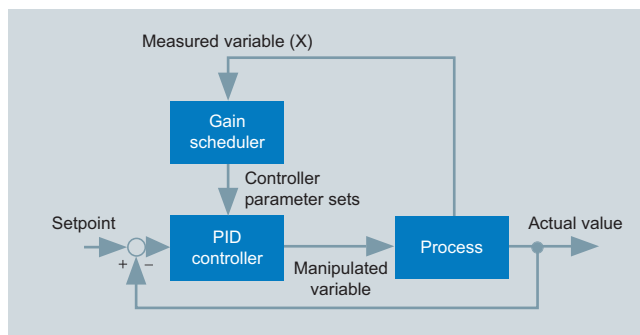 Measured variable (X)
Gain
scheduler
Controller
parameter sets
Setpoint
+
–
PID
controller
Manipulated
variable
Process
Actual value